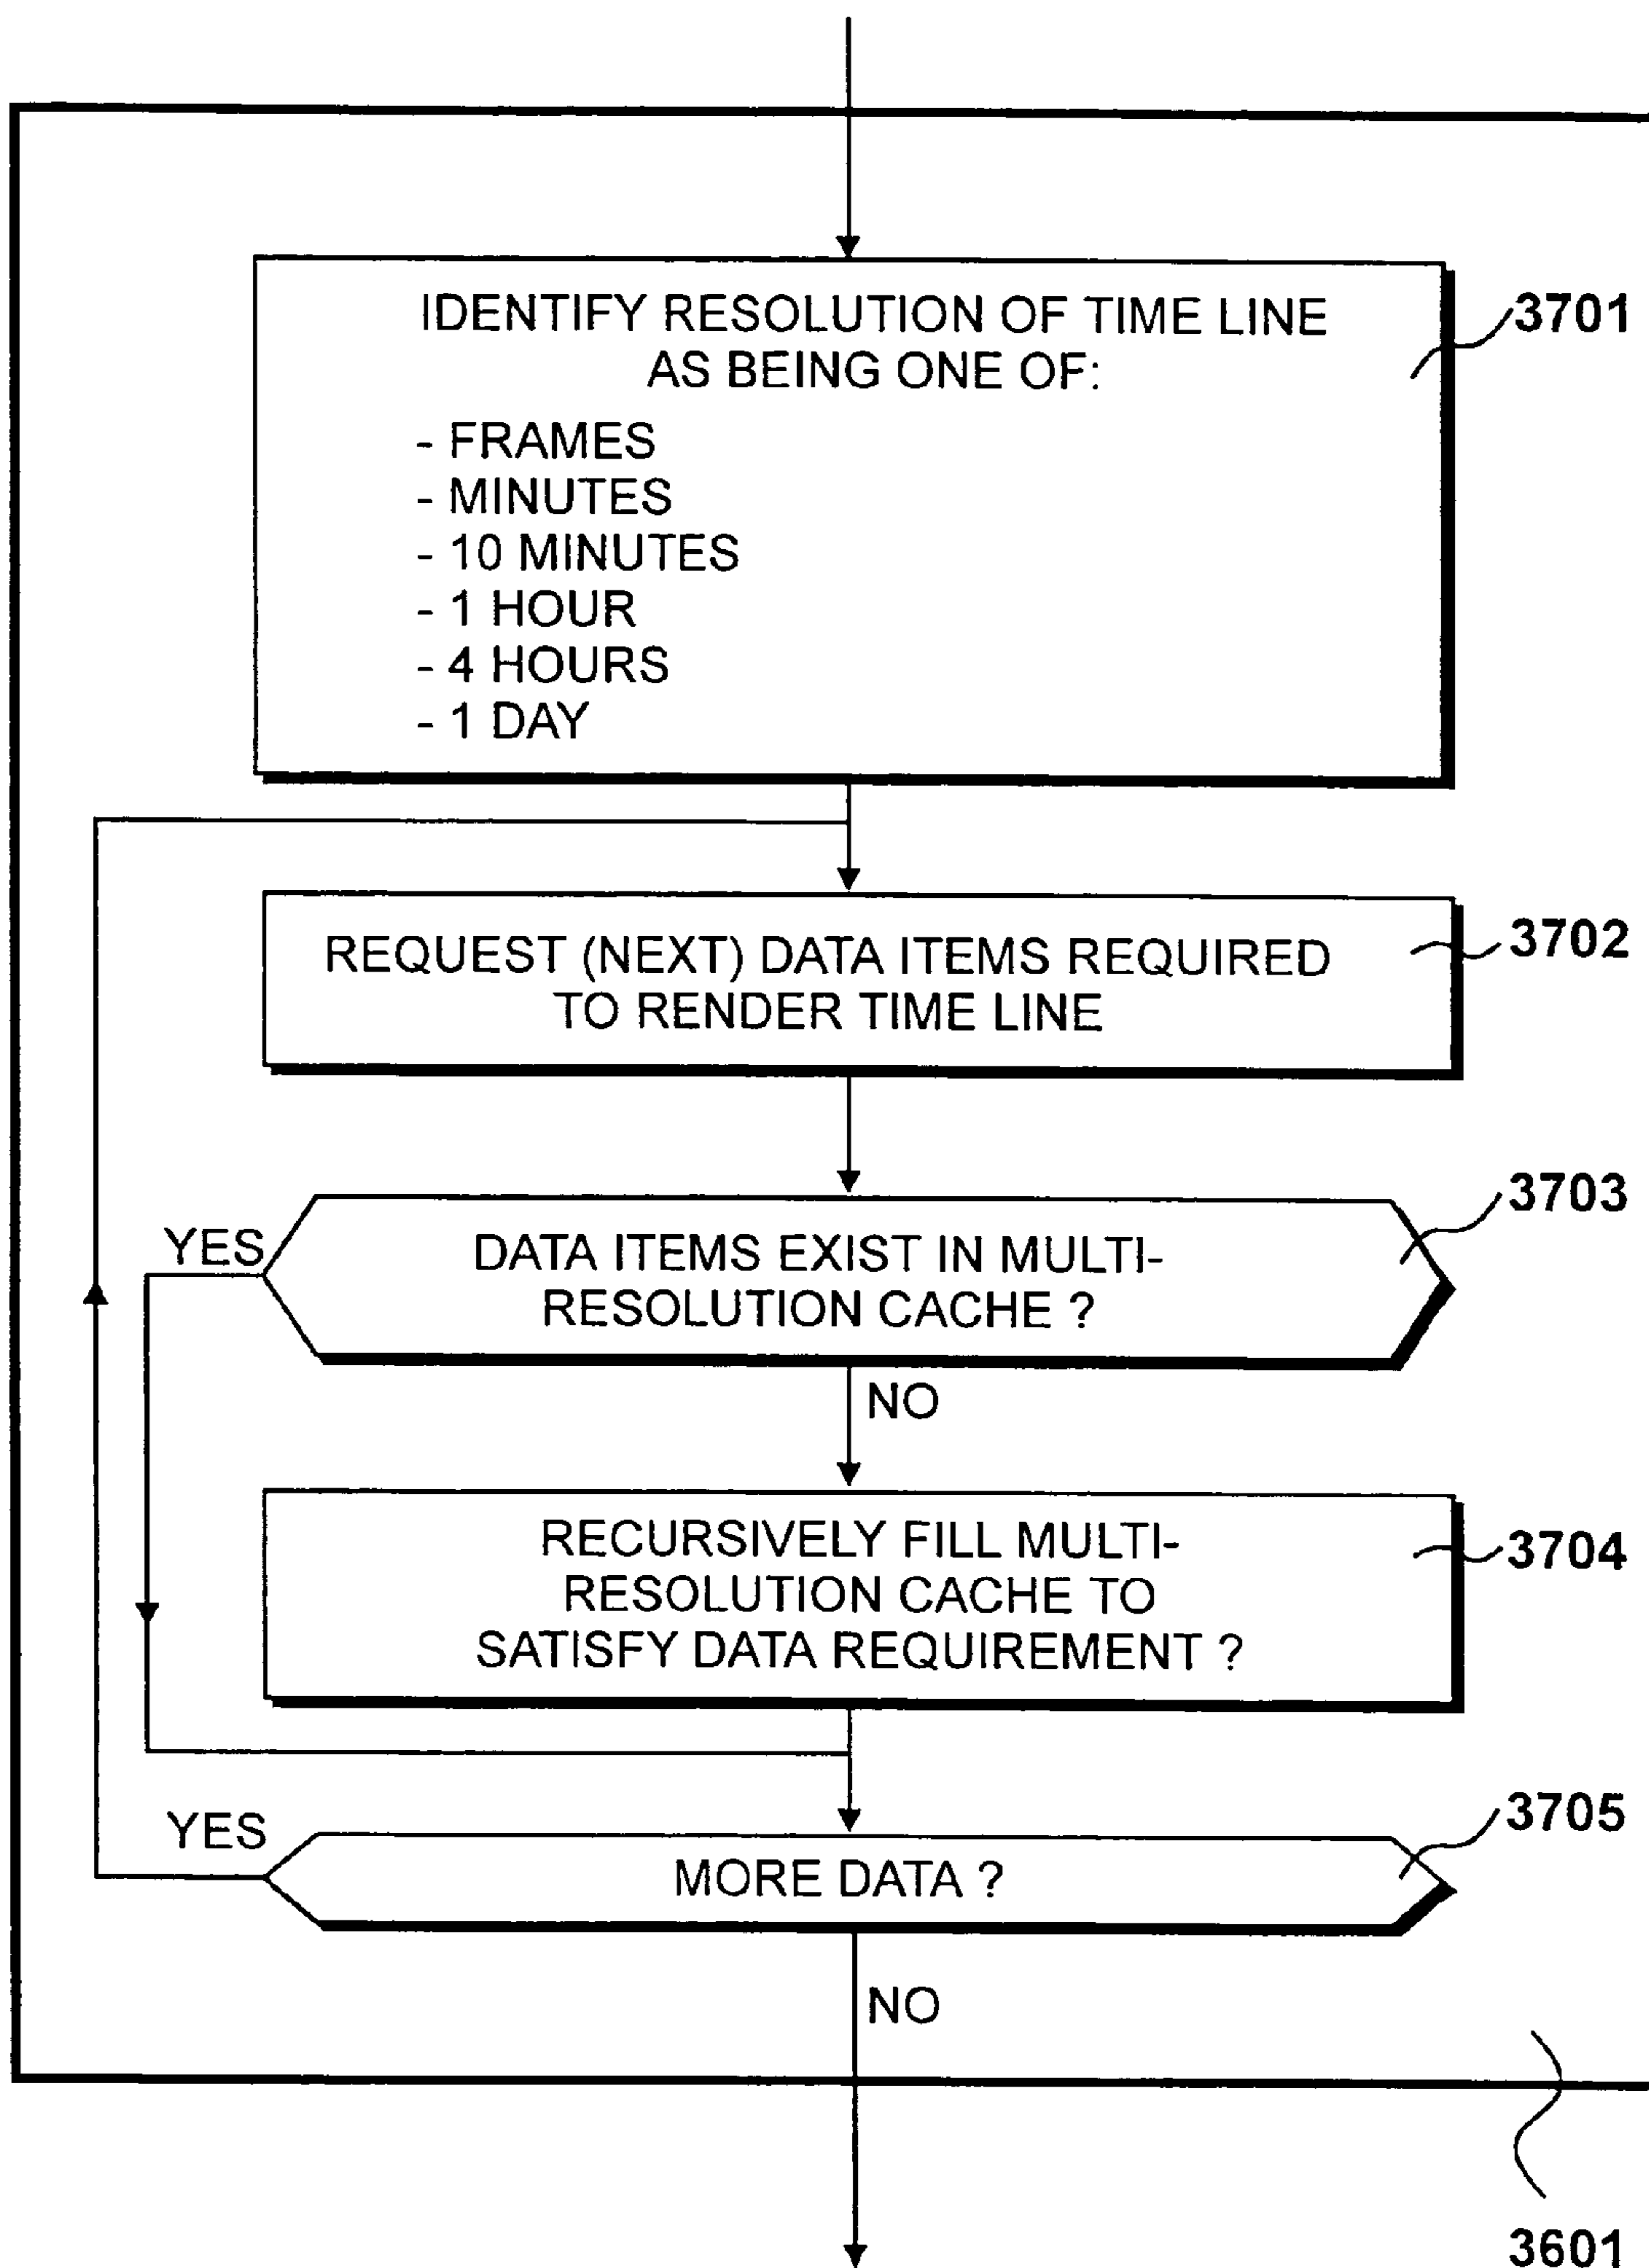 IDENTIFY RESOLUTION OF TIME LINE
AS BEING ONE OF:
- FRAMES
- MINUTES
- 10 MINUTES
- 1 HOUR
- 4 HOURS
- 1 DAY
3701
REQUEST (NEXT) DATA ITEMS REQUIRED
TO RENDER TIME LINE
3702
YES
DATA ITEMS EXIST IN MULTI-
RESOLUTION CACHE ?
3703
NO
RECURSIVELY FILL MULTI-
RESOLUTION CACHE TO
SATISFY DATA REQUIREMENT ?
3704
YES
MORE DATA ?
3705
NO
3601